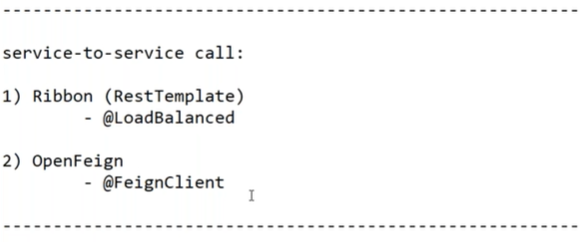 service-to-service call:
1) Ribbon (RestTemplate)
- @LoadBalanced
2) OpenFeign
- @FeignClient